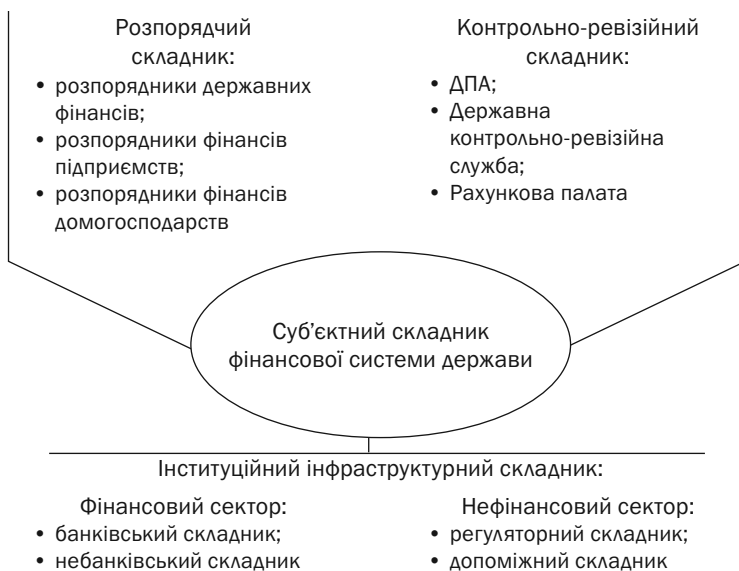 Розпорядчий
складник:
• розпорядники державних
фінансів;
• розпорядники фінансів
підприємств;
• розпорядники фінансів
домогосподарств
Контрольно-ревізійний
складник:
• ДПА;
• Державна
контрольно-ревізійна
служба;
• Рахункова палата
Суб’єктний складник
фінансової системи держави
Інституційний інфраструктурний складник:
Фінансовий сектор:
• банківський складник;
• небанківський складник
Нефінансовий сектор:
• регуляторний складник;
• допоміжний складник